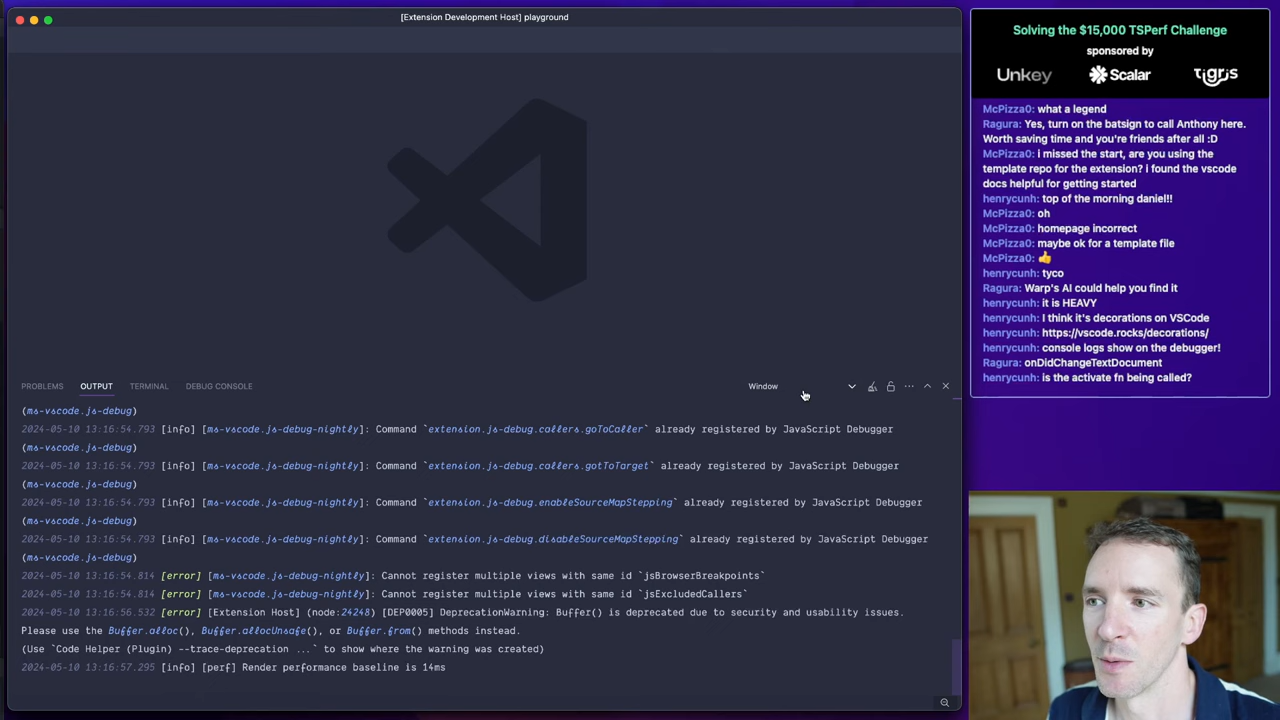 [Extension Development Host] playground
PROBLEMS
OUTPUT
TERMINAL
DEBUG CONSOLE
Window
(ms-vscode.js-debug)
2024-05-10 13:16:54.793 [info] [ms-vscode.js-debug-nightly]: Command `extension.js-debug.callers.goToCaller` already registered by JavaScript Debugger
(ms-vscode.js-debug)
2024-05-10 13:16:54.793 [info] [ms-vscode.js-debug-nightly]: Command `extension.js-debug.callers.gotToTarget` already registered by JavaScript Debugger
(ms-vscode.js-debug)
2024-05-10 13:16:54.793 [info] [ms-vscode.js-debug-nightly]: Command `extension.js-debug.enableSourceMapStepping` already registered by JavaScript Debugger
(ms-vscode.js-debug)
2024-05-10 13:16:54.793 [info] [ms-vscode.js-debug-nightly]: Command `extension.js-debug.disableSourceMapStepping` already registered by JavaScript Debugger
(ms-vscode.js-debug)
2024-05-10 13:16:54.814 [error] [ms-vscode.js-debug-nightly]: Cannot register multiple views with same id `jsBrowserBreakpoints`
2024-05-10 13:16:54.814 [error] [ms-vscode.js-debug-nightly]: Cannot register multiple views with same id `jsExcludedCallers`
2024-05-10 13:16:56.532 [error] [Extension Host] (node:24248) [DEP0005] DeprecationWarning: Buffer() is deprecated due to security and usability issues.
Please use the Buffer.alloc(), Buffer.allocUnsafe(), or Buffer.from() methods instead.
(Use `Code Helper (Plugin) --trace-deprecation ...` to show where the warning was created)
2024-05-10 13:16:57.295 [info] [perf] Render performance baseline is 14ms
Solving the $15,000 TSPerf Challenge
sponsored by
Unkey
Scalar
tigris
McPizza0: what a legend
Ragura: Yes, turn on the batsign to call Anthony here.
Worth saving time and you're friends after all :D
McPizza0: i missed the start, are you using the
template repo for the extension? i found the vscode
docs helpful for getting started
henrycunh: top of the morning daniel!!
McPizza0: oh
McPizza0: homepage incorrect
McPizza0: maybe ok for a template file
McPizza0: 👍
henrycunh: tyco
Ragura: Warp's AI could help you find it
henrycunh: it is HEAVY
henrycunh: I think it's decorations on VSCode
henrycunh: https://vscode.rocks/decorations/
henrycunh: console logs show on the debugger!
Ragura: onDidChangeTextDocument
henrycunh: is the activate fn being called?